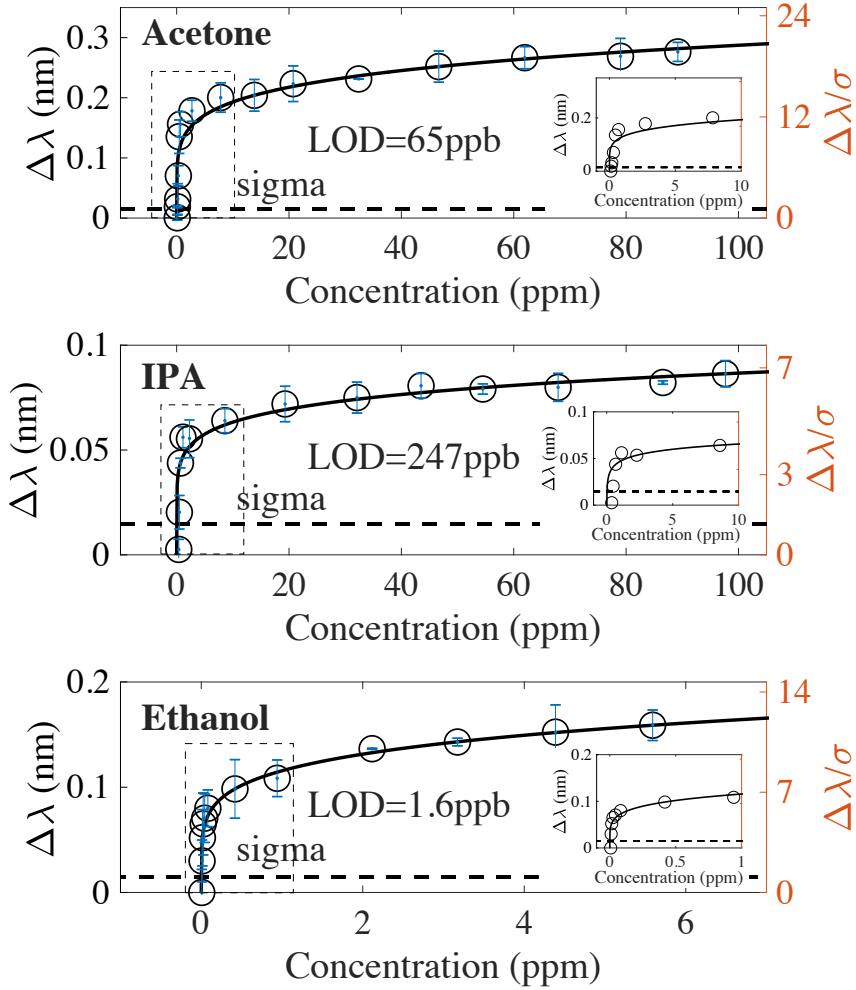 Acetone
Δλ (nm)
0.3
0.2
0.1
0
LOD=65ppb
sigma
24
12
0
Δλ/σ
0 20 40 60 80 100
Concentration (ppm)
Δλ (nm)
0.2
0
0 5 10
Concentration (ppm)
IPA
Δλ (nm)
0.1
0.05
0
LOD=247ppb
sigma
7
3
0
Δλ/σ
0 20 40 60 80 100
Concentration (ppm)
Δλ (nm)
0.1
0.05
0
0 5 10
Concentration (ppm)
Ethanol
Δλ (nm)
0.2
0.1
0
LOD=1.6ppb
sigma
14
7
0
Δλ/σ
0 2 4 6
Concentration (ppm)
Δλ (nm)
0.2
0.1
0
0 0.5 1
Concentration (ppm)